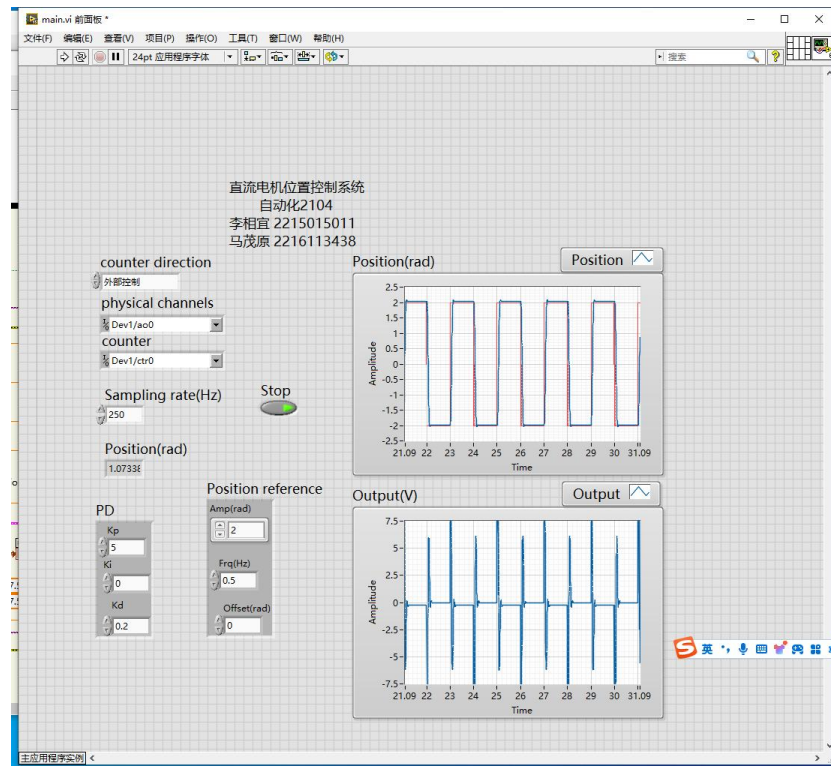 main.vi 前面板 *
文件(F) 编辑(E) 查看(V) 项目(P) 操作(O) 工具(T) 窗口(W) 帮助(H)
24pt 应用程序字体
搜索
直流电机位置控制系统
自动化2104
李相宜 2215015011
马茂原 2216113438
counter direction
外部控制
physical channels
Dev1/ao0
counter
Dev1/ctr0
Sampling rate(Hz)
250
Stop
Position(rad)
1.0733
PD
Kp
5
Ki
0
Kd
0.2
Position reference
Amp(rad)
2
Frq(Hz)
0.5
Offset(rad)
0
Position(rad)
Position
2.5
2
1.5
1
0.5
0
-0.5
-1
-1.5
-2
-2.5
Amplitude
21.09 22 23 24 25 26 27 28 29 30 31.09
Time
Output(V)
Output
7.5
5
2.5
0
-2.5
-5
-7.5
Amplitude
21.09 22 23 24 25 26 27 28 29 30 31.09
Time
英
主应用程序实例